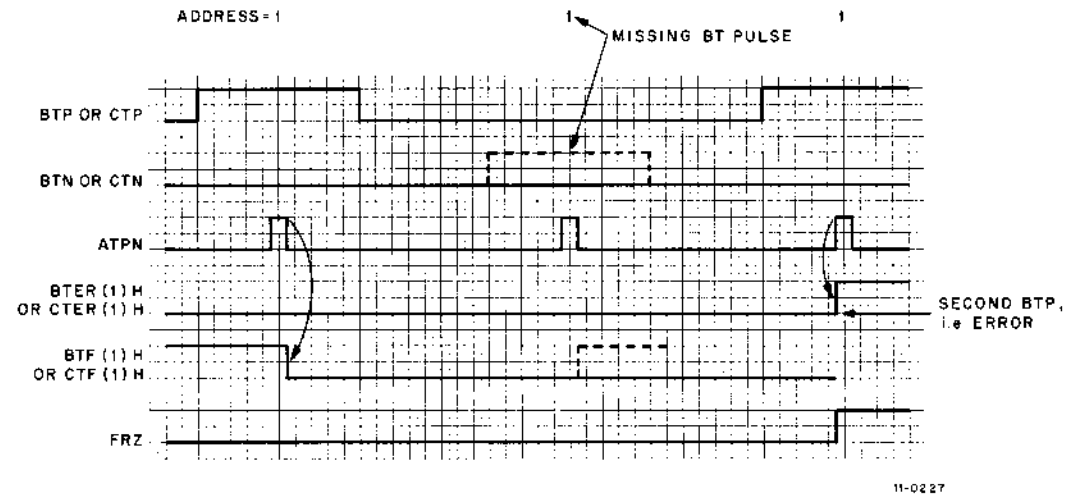 ADDRESS = 1
1
1
MISSING BT PULSE
BTP OR CTP
BTN OR CTN
ATPN
BTER (1) H
OR CTER (1) H
SECOND BTP,
i.e ERROR
BTF (1) H
OR CTF (1) H
FRZ
11-0227